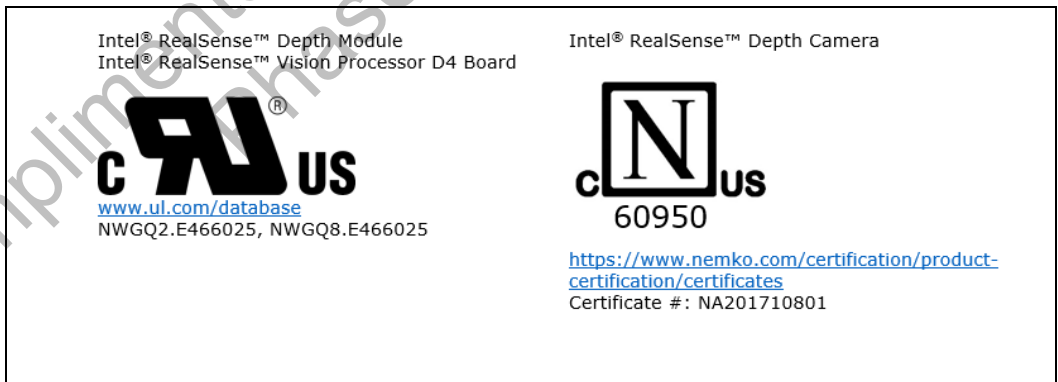 Intel® RealSense™ Depth Module
Intel® RealSense™ Vision Processor D4 Board
c RU ® US
www.ul.com/database
NWGQ2.E466025, NWGQ8.E466025
Intel® RealSense™ Depth Camera
c N US
60950
https://www.nemko.com/certification/product-
certification/certificates
Certificate #: NA201710801